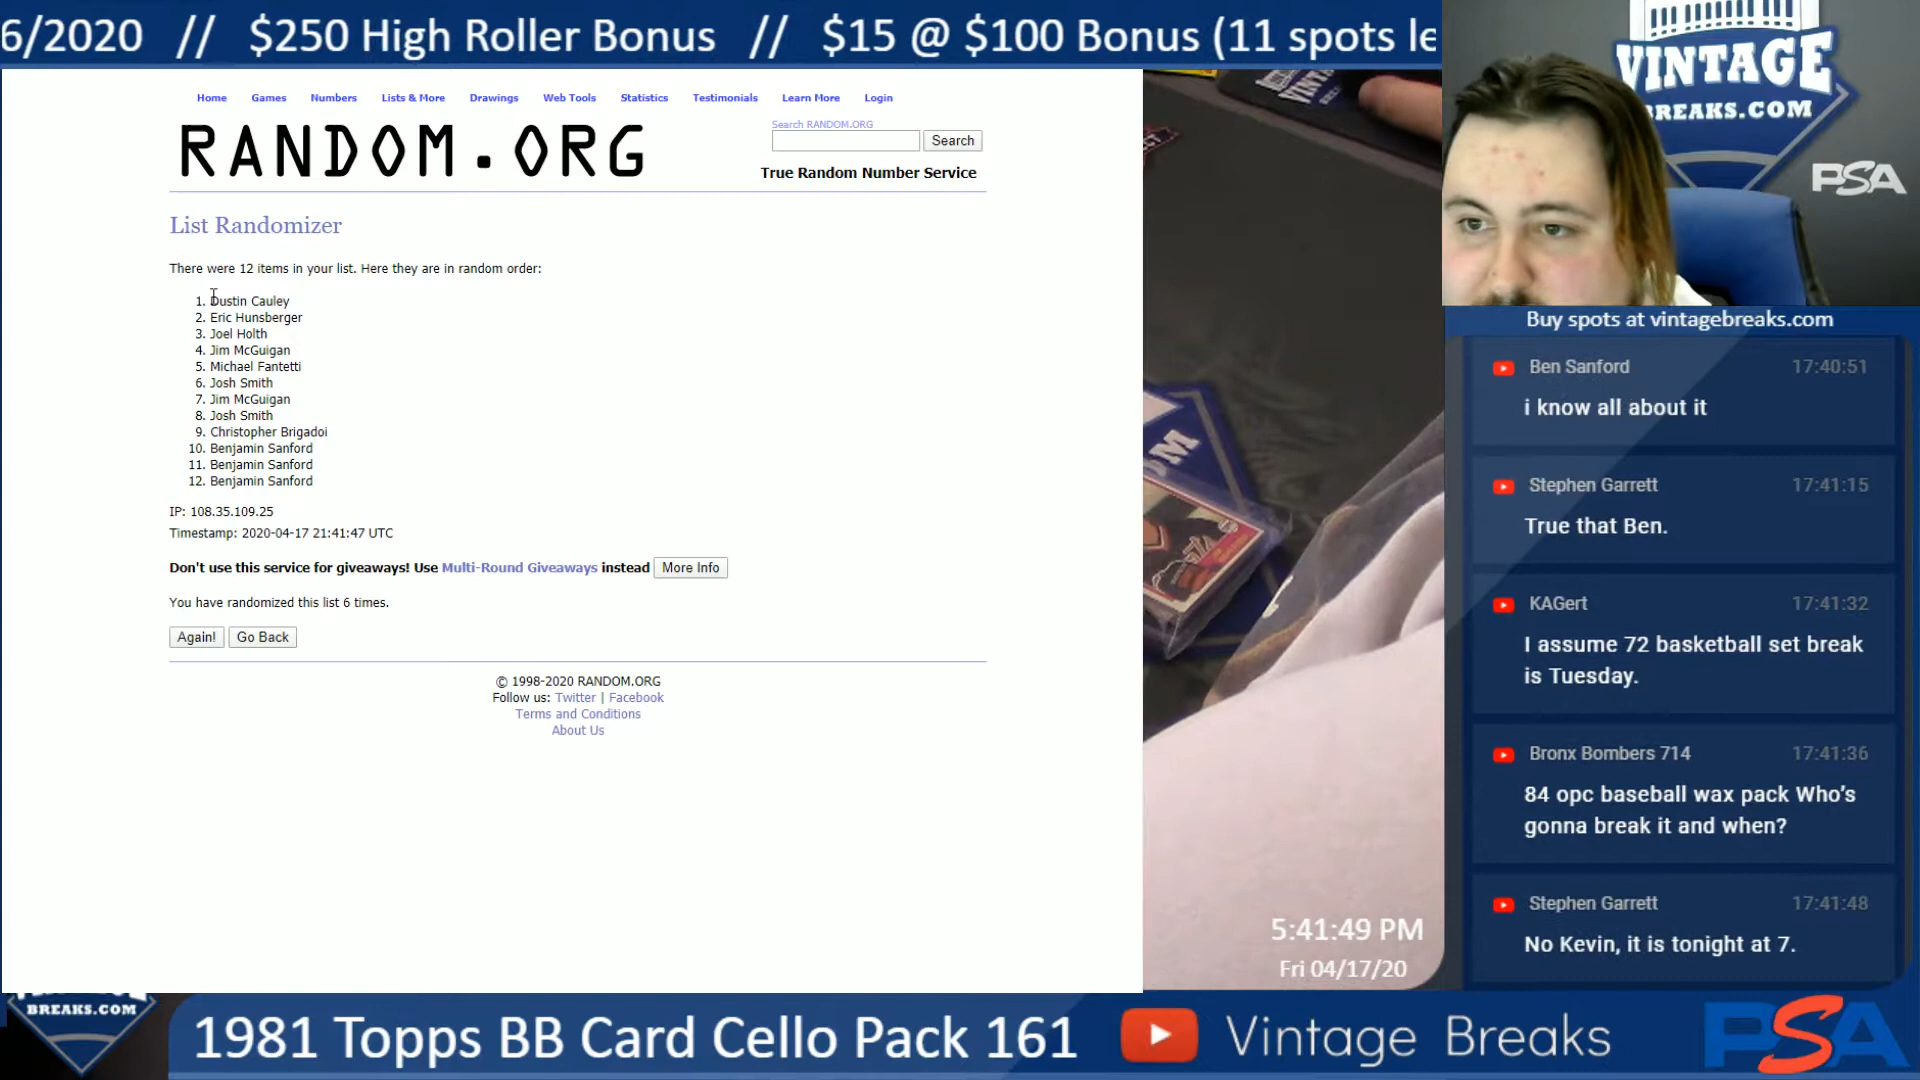 6/2020 // $250 High Roller Bonus // $15 @ $100 Bonus (11 spots le
Home Games Numbers Lists & More Drawings Web Tools Statistics Testimonials Learn More Login
RANDOM.ORG
Search RANDOM.ORG
Search
True Random Number Service
List Randomizer
There were 12 items in your list. Here they are in random order:
1. Dustin Cauley
2. Eric Hunsberger
3. Joel Holth
4. Jim McGuigan
5. Michael Fantetti
6. Josh Smith
7. Jim McGuigan
8. Josh Smith
9. Christopher Brigadoi
10. Benjamin Sanford
11. Benjamin Sanford
12. Benjamin Sanford
IP: 108.35.109.25
Timestamp: 2020-04-17 21:41:47 UTC
Don't use this service for giveaways! Use Multi-Round Giveaways instead More Info
You have randomized this list 6 times.
Again! Go Back
© 1998-2020 RANDOM.ORG
Follow us: Twitter | Facebook
Terms and Conditions
About Us
VINTAGE
BREAKS.COM
PSA
Buy spots at vintagebreaks.com
Ben Sanford 17:40:51
i know all about it
Stephen Garrett 17:41:15
True that Ben.
KAGert 17:41:32
I assume 72 basketball set break
is Tuesday.
Bronx Bombers 714 17:41:36
84 opc baseball wax pack Who's
gonna break it and when?
Stephen Garrett 17:41:48
No Kevin, it is tonight at 7.
5:41:49 PM
Fri 04/17/20
BREAKS.COM
1981 Topps BB Card Cello Pack 161
Vintage Breaks
PSA